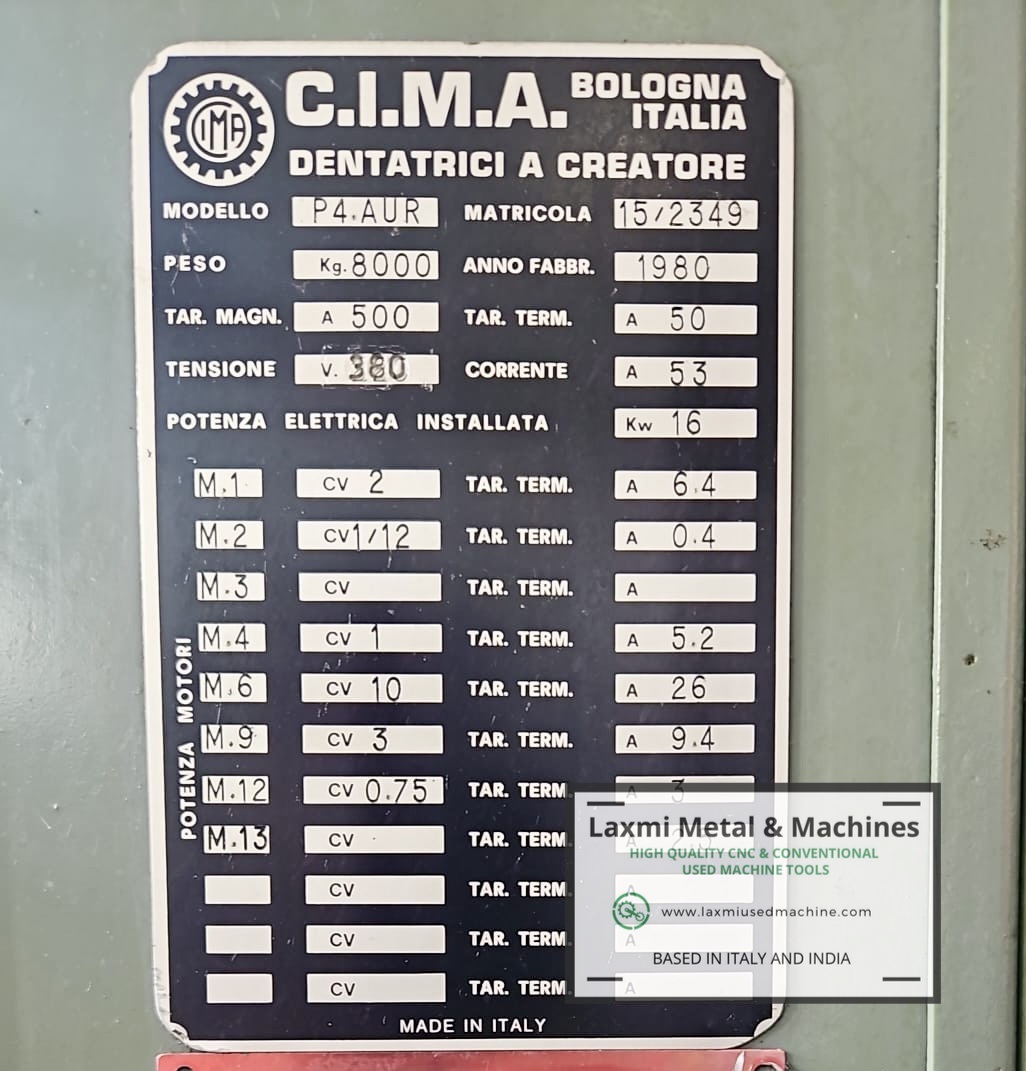 CIMA
C.I.M.A. BOLOGNA ITALIA
DENTATRICI A CREATORE
MODELLO P4.AUR MATRICOLA 15/2349
PESO Kg. 8000 ANNO FABBR. 1980
TAR. MAGN. A 500 TAR. TERM. A 50
TENSIONE V. 380 CORRENTE A 53
POTENZA ELETTRICA INSTALLATA Kw 16
POTENZA MOTORI
M.1 CV 2 TAR. TERM. A 6.4
M.2 CV 1/12 TAR. TERM. A 0.4
M.3 CV TAR. TERM. A
M.4 CV 1 TAR. TERM. A 5.2
M.6 CV 10 TAR. TERM. A 26
M.9 CV 3 TAR. TERM. A 9.4
M.12 CV 0.75 TAR. TERM. A 3
M.13 CV TAR. TERM. A
CV TAR. TERM. A
CV TAR. TERM. A
CV TAR. TERM. A
MADE IN ITALY
Laxmi Metal & Machines
HIGH QUALITY CNC & CONVENTIONAL
USED MACHINE TOOLS
www.laxmiusedmachine.com
BASED IN ITALY AND INDIA